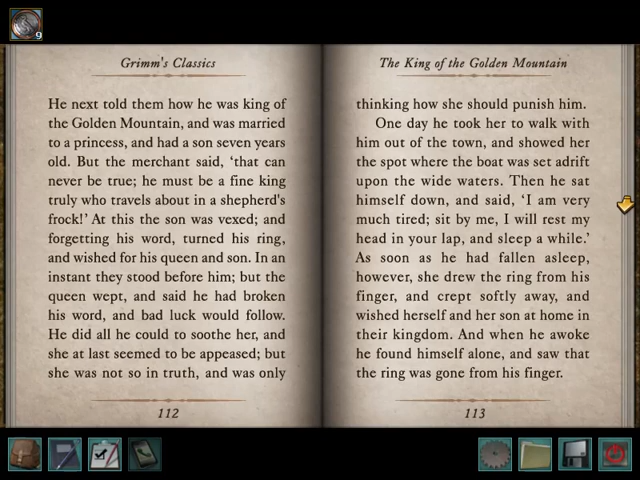 9
Grimm's Classics
He next told them how he was king of
the Golden Mountain, and was married
to a princess, and had a son seven years
old. But the merchant said, ‘that can
never be true; he must be a fine king
truly who travels about in a shepherd's
frock!’ At this the son was vexed; and
forgetting his word, turned his ring,
and wished for his queen and son. In an
instant they stood before him; but the
queen wept, and said he had broken
his word, and bad luck would follow.
He did all he could to soothe her, and
she at last seemed to be appeased; but
she was not so in truth, and was only
112
The King of the Golden Mountain
thinking how she should punish him.
One day he took her to walk with
him out of the town, and showed her
the spot where the boat was set adrift
upon the wide waters. Then he sat
himself down, and said, ‘I am very
much tired; sit by me, I will rest my
head in your lap, and sleep a while.’
As soon as he had fallen asleep,
however, she drew the ring from his
finger, and crept softly away, and
wished herself and her son at home in
their kingdom. And when he awoke
he found himself alone, and saw that
the ring was gone from his finger.
113